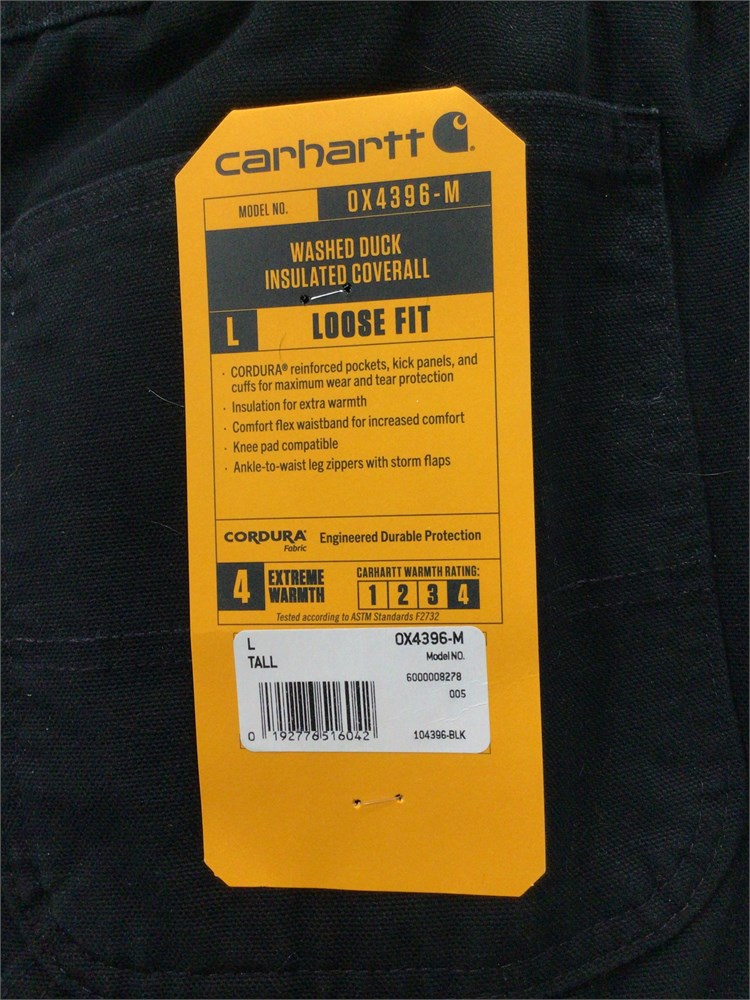 carhartt
MODEL NO. OX4396-M
WASHED DUCK
INSULATED COVERALL
L LOOSE FIT
· CORDURA® reinforced pockets, kick panels, and
cuffs for maximum wear and tear protection
· Insulation for extra warmth
· Comfort flex waistband for increased comfort
· Knee pad compatible
· Ankle-to-waist leg zippers with storm flaps
CORDURA® Fabric Engineered Durable Protection
4 EXTREME WARMTH
CARHARTT WARMTH RATING:
1 2 3 4
Tested according to ASTM Standards F2732
L OX4396-M
TALL Model NO.
6000008278
005
0 192776516042 104396-BLK